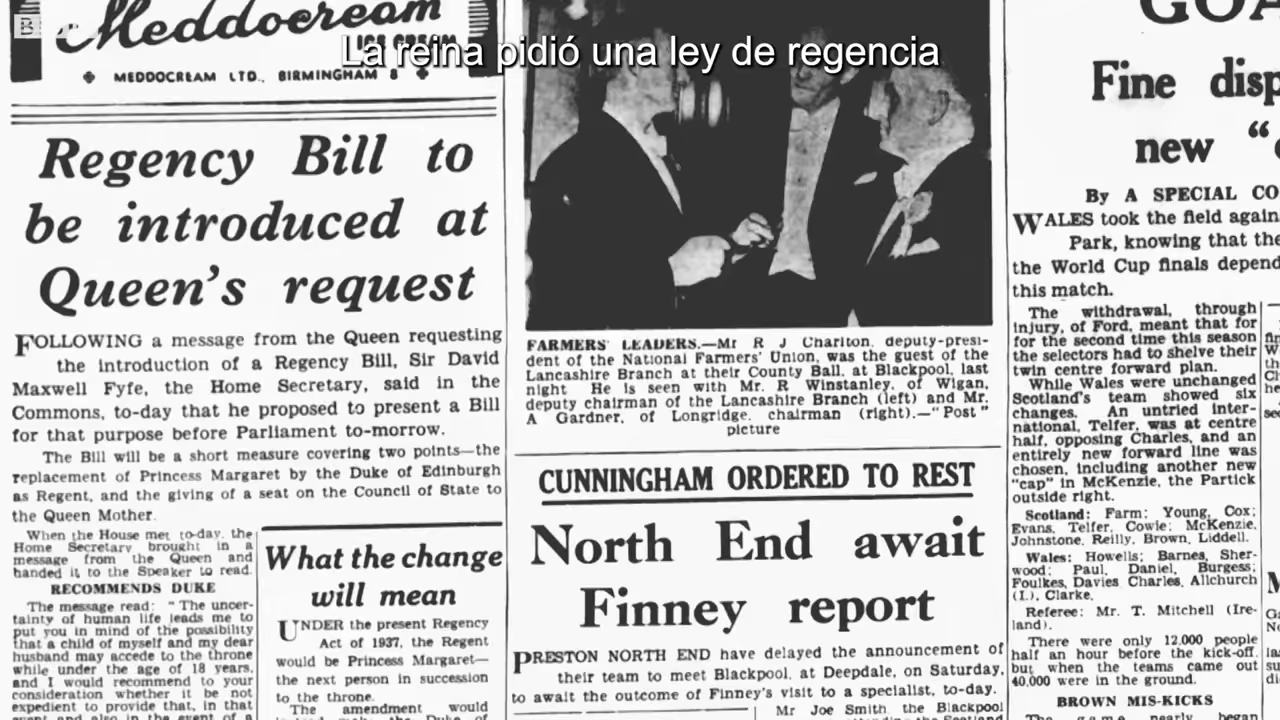 Meddocream
ICE CREAM
MEDDOCREAM LTD., BIRMINGHAM 8
La reina pidió una ley de regencia
Regency Bill to
be introduced at
Queen's request
FOLLOWING a message from the Queen requesting
the introduction of a Regency Bill, Sir David
Maxwell Fyfe, the Home Secretary, said in the
Commons, to-day that he proposed to present a Bill
for that purpose before Parliament to-morrow.
The Bill will be a short measure covering two points—the
replacement of Princess Margaret by the Duke of Edinburgh
as Regent, and the giving of a seat on the Council of State to
the Queen Mother.
When the House met to-day, the
Home Secretary brought in a
message from the Queen and
handed it to the Speaker to read.
RECOMMENDS DUKE
The message read: "The uncer-
tainty of human life leads me to
put you in mind of the possibility
that a child of myself and my dear
husband may accede to the throne
while under the age of 18 years,
and I would recommend to your
consideration whether it be not
expedient to provide that, in that
event and also in the event of a
What the change
will mean
UNDER the present Regency
Act of 1937, the Regent
would be Princess Margaret—
the next person in succession
to the throne.
The amendment would
FARMERS' LEADERS.—Mr R J Charlton, deputy-presi-
dent of the National Farmers' Union, was the guest of the
Lancashire Branch at their County Ball, at Blackpool, last
night He is seen with Mr. R Winstanley, of Wigan,
deputy chairman of the Lancashire Branch (left) and Mr.
A Gardner, of Longridge, chairman (right).—"Post"
picture
CUNNINGHAM ORDERED TO REST
North End await
Finney report
PRESTON NORTH END have delayed the announcement of
their team to meet Blackpool, at Deepdale, on Saturday,
to await the outcome of Finney's visit to a specialist, to-day.
Mr Joe Smith, the Blackpool
GOA
Fine disp
new "c
By A SPECIAL CO
WALES took the field again
Park, knowing that the
the World Cup finals depend
this match.
The withdrawal, through
injury, of Ford, meant that for
for the second time this season
the selectors had to shelve their
twin centre forward plan.
While Wales were unchanged
Scotland's team showed six
changes. An untried inter-
national, Telfer, was at centre
half, opposing Charles, and an
entirely new forward line was
chosen, including another new
"cap" in McKenzie, the Partick
outside right.
Scotland: Farm; Young, Cox;
Evans, Telfer, Cowie; McKenzie,
Johnstone, Reilly, Brown, Liddell.
Wales: Howells; Barnes, Sher-
wood; Paul, Daniel, Burgess;
Foulkes, Davies Charles, Allchurch
(I.), Clarke.
Referee: Mr. T. Mitchell (Ire-
land).
There were only 12,000 people
half an hour before the kick-off,
but when the teams came out
40,000 were in the ground.
BROWN MIS-KICKS
The game nearly began